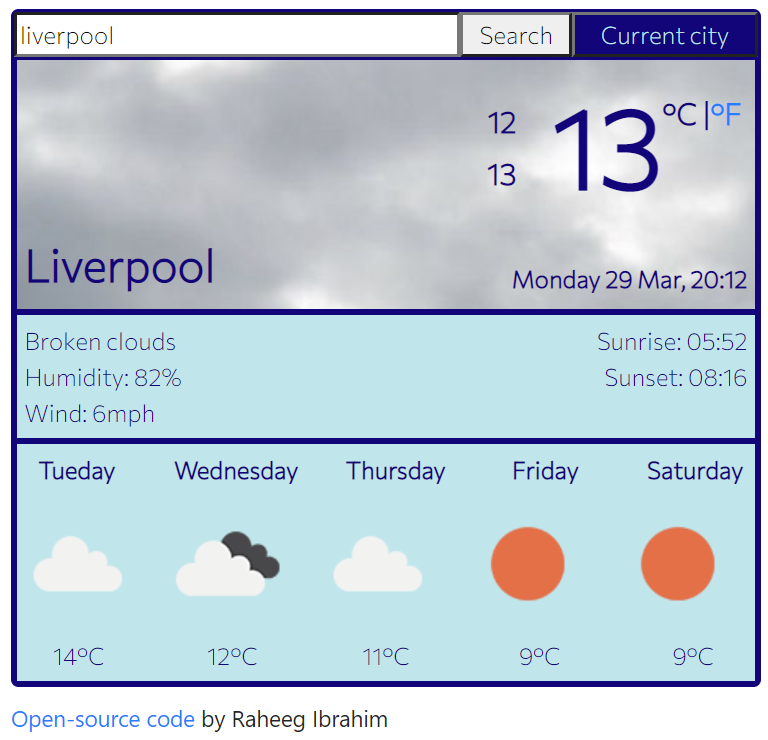 liverpool Search Current city
12 13 °C |°F
13
Liverpool
Monday 29 Mar, 20:12
Broken clouds Sunrise: 05:52
Humidity: 82% Sunset: 08:16
Wind: 6mph
Tueday Wednesday Thursday Friday Saturday
14°C 12°C 11°C 9°C 9°C
Open-source code by Raheeg Ibrahim